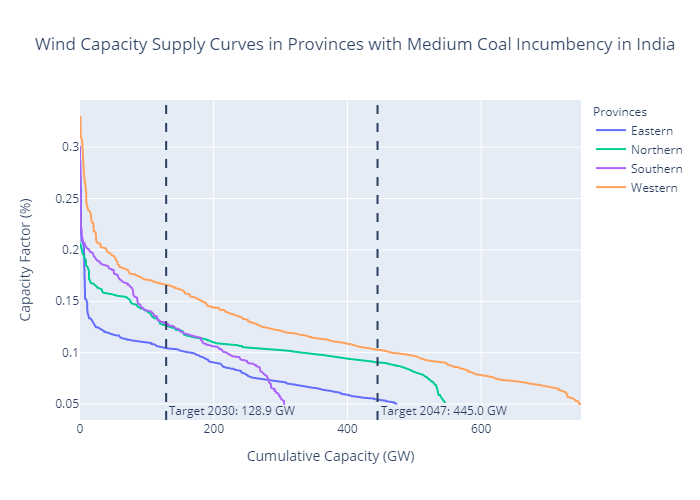 Wind Capacity Supply Curves in Provinces with Medium Coal Incumbency in India
Provinces
Eastern
Northern
Southern
Western
Capacity Factor (%)
0.3
0.25
0.2
0.15
0.1
0.05
Target 2030: 128.9 GW
Target 2047: 445.0 GW
0
200
400
600
Cumulative Capacity (GW)